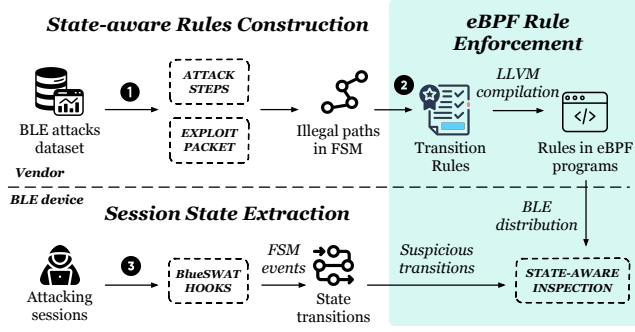 State-aware Rules Construction
eBPF Rule
Enforcement
1
ATTACK
STEPS
EXPLOIT
PACKET
BLE attacks
dataset
Illegal paths
in FSM
2
Transition
Rules
LLVM
compilation
Rules in eBPF
programs
Vendor
BLE device
Session State Extraction
BLE
distribution
3
Attacking
sessions
BlueSWAT
HOOKS
FSM
events
State
transitions
Suspicious
transitions
STATE-AWARE
INSPECTION